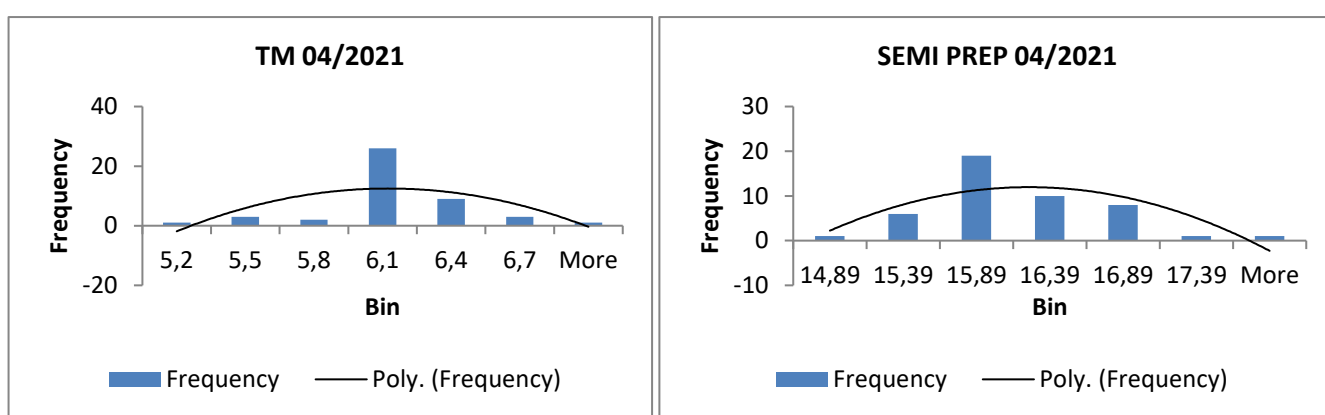 TM 04/2021
Frequency
40
20
0
-20
5,2 5,5 5,8 6,1 6,4 6,7 More
Bin
Frequency Poly. (Frequency)
SEMI PREP 04/2021
Frequency
30
20
10
0
-10
14,89 15,39 15,89 16,39 16,89 17,39 More
Bin
Frequency Poly. (Frequency)